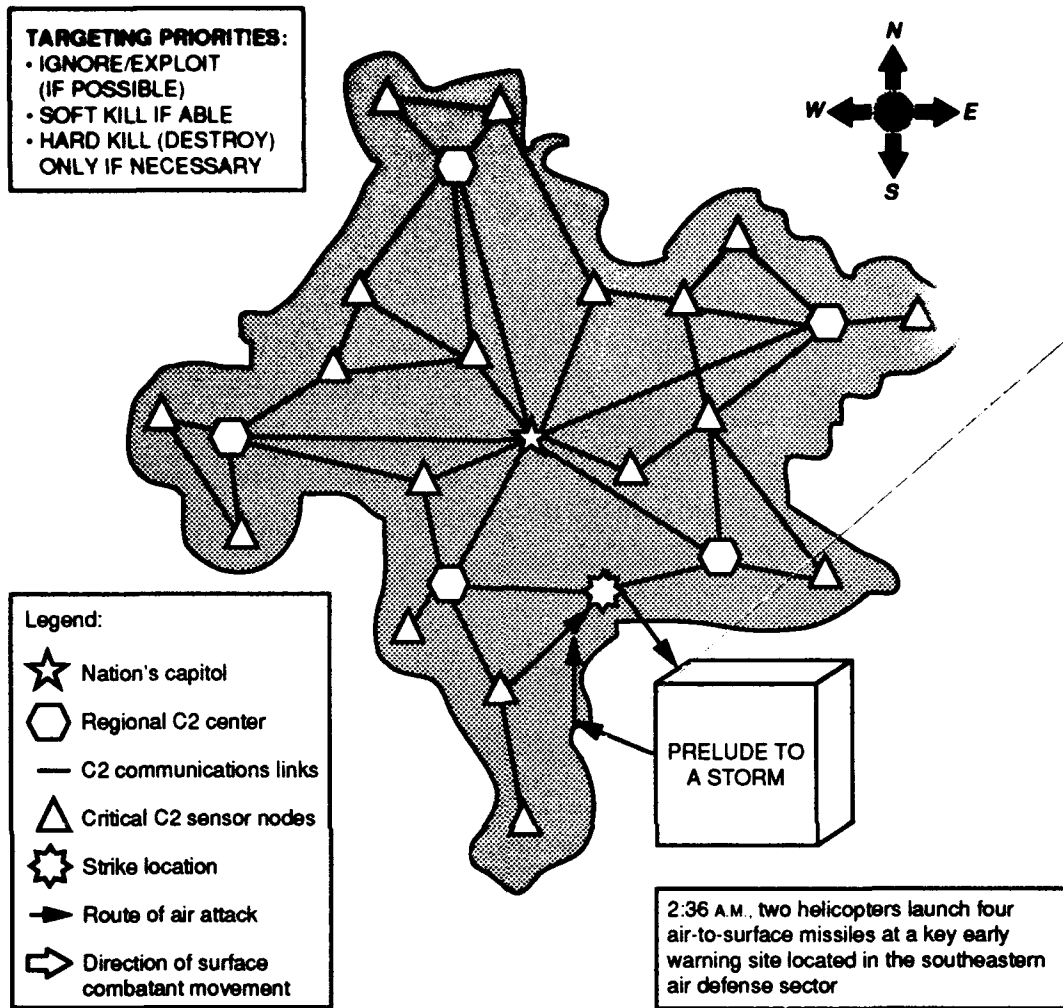 TARGETING PRIORITIES:
• IGNORE/EXPLOIT
(IF POSSIBLE)
• SOFT KILL IF ABLE
• HARD KILL (DESTROY)
ONLY IF NECESSARY
N
W
E
S
Legend:
Nation's capitol
Regional C2 center
C2 communications links
Critical C2 sensor nodes
Strike location
Route of air attack
Direction of surface
combatant movement
PRELUDE TO
A STORM
2:36 A.M., two helicopters launch four
air-to-surface missiles at a key early
warning site located in the southeastern
air defense sector